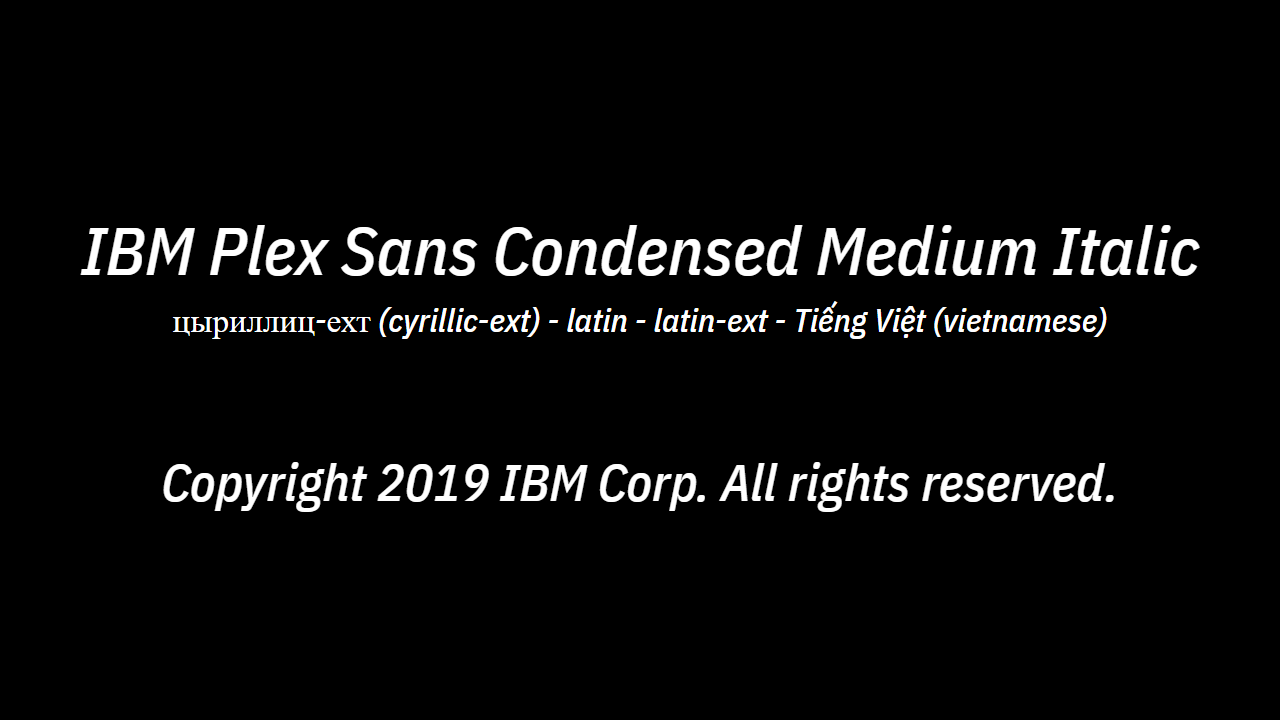 IBM Plex Sans Condensed Medium Italic
цыриллиц-ехт (cyrillic-ext) - latin - latin-ext - Tiếng Việt (vietnamese)
Copyright 2019 IBM Corp. All rights reserved.